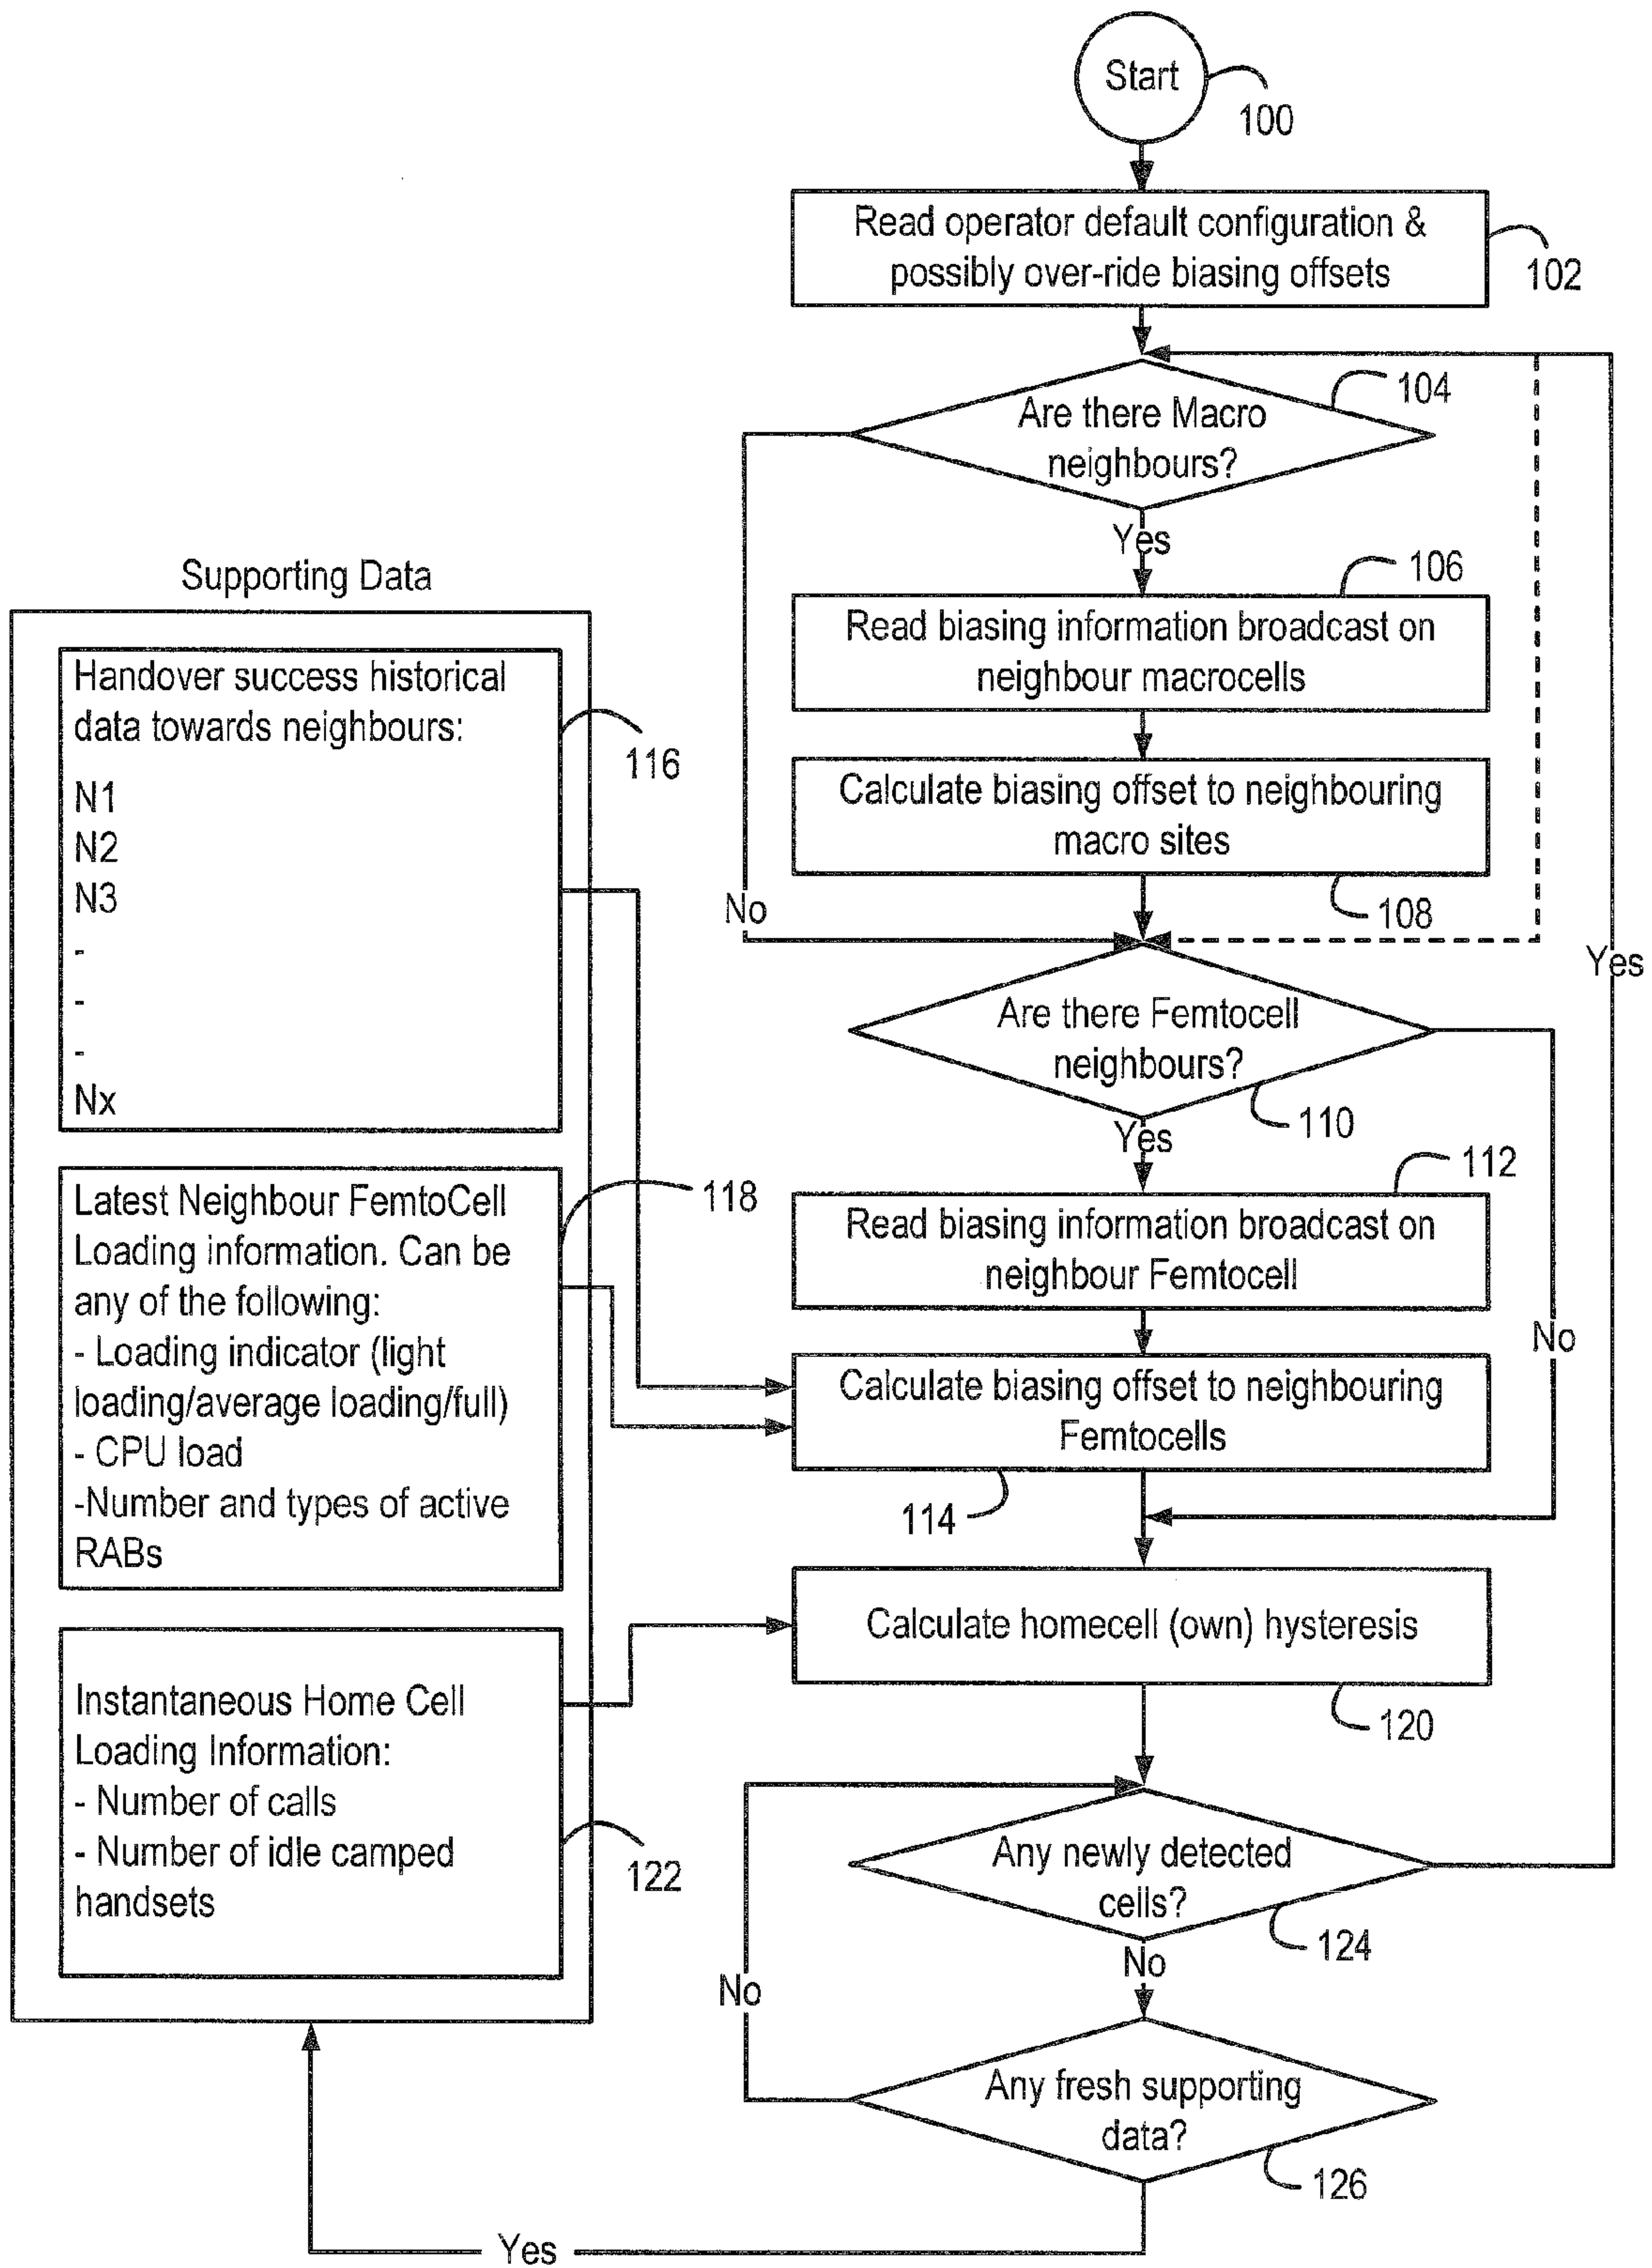 Start
100
Read operator default configuration &
possibly over-ride biasing offsets
102
Are there Macro
neighbours?
104
Yes
No
106
Read biasing information broadcast on
neighbour macrocells
Calculate biasing offset to neighbouring
macro sites
108
Yes
Are there Femtocell
neighbours?
110
Yes
No
112
Read biasing information broadcast on
neighbour Femtocell
Calculate biasing offset to neighbouring
Femtocells
114
Calculate homecell (own) hysteresis
120
Any newly detected
cells?
124
No
No
Any fresh supporting
data?
126
Yes
Supporting Data
Handover success historical
data towards neighbours:
N1
N2
N3
-
-
-
Nx
116
Latest Neighbour FemtoCell
Loading information. Can be
any of the following:
- Loading indicator (light
loading/average loading/full)
- CPU load
-Number and types of active
RABs
118
Instantaneous Home Cell
Loading Information:
- Number of calls
- Number of idle camped
handsets
122